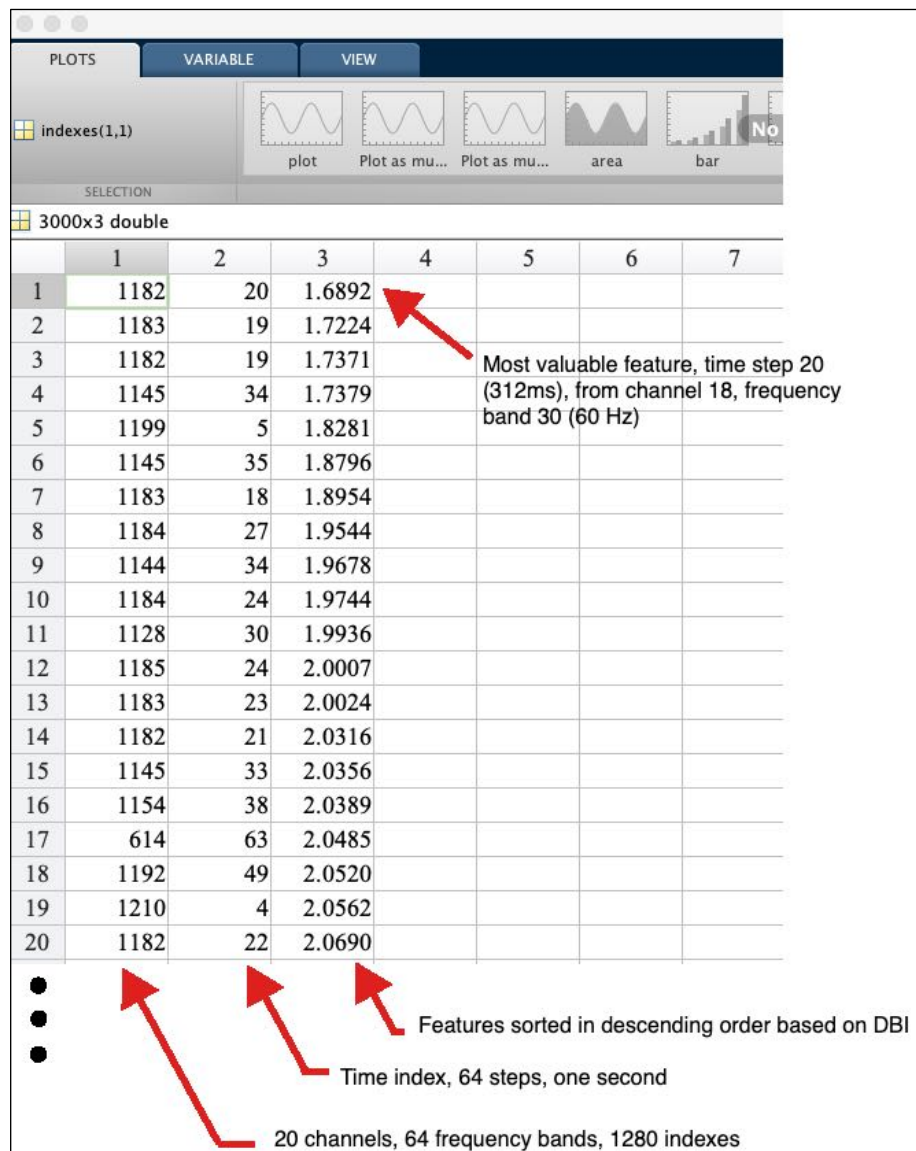 PLOTS VARIABLE VIEW
indexes(1,1)
No
plot Plot as mu... Plot as mu... area bar
SELECTION
3000x3 double
1 2 3 4 5 6 7
1 1182 20 1.6892
2 1183 19 1.7224
3 1182 19 1.7371
4 1145 34 1.7379
5 1199 5 1.8281
6 1145 35 1.8796
7 1183 18 1.8954
8 1184 27 1.9544
9 1144 34 1.9678
10 1184 24 1.9744
11 1128 30 1.9936
12 1185 24 2.0007
13 1183 23 2.0024
14 1182 21 2.0316
15 1145 33 2.0356
16 1154 38 2.0389
17 614 63 2.0485
18 1192 49 2.0520
19 1210 4 2.0562
20 1182 22 2.0690
Most valuable feature, time step 20
(312ms), from channel 18, frequency
band 30 (60 Hz)
Features sorted in descending order based on DBI
Time index, 64 steps, one second
20 channels, 64 frequency bands, 1280 indexes